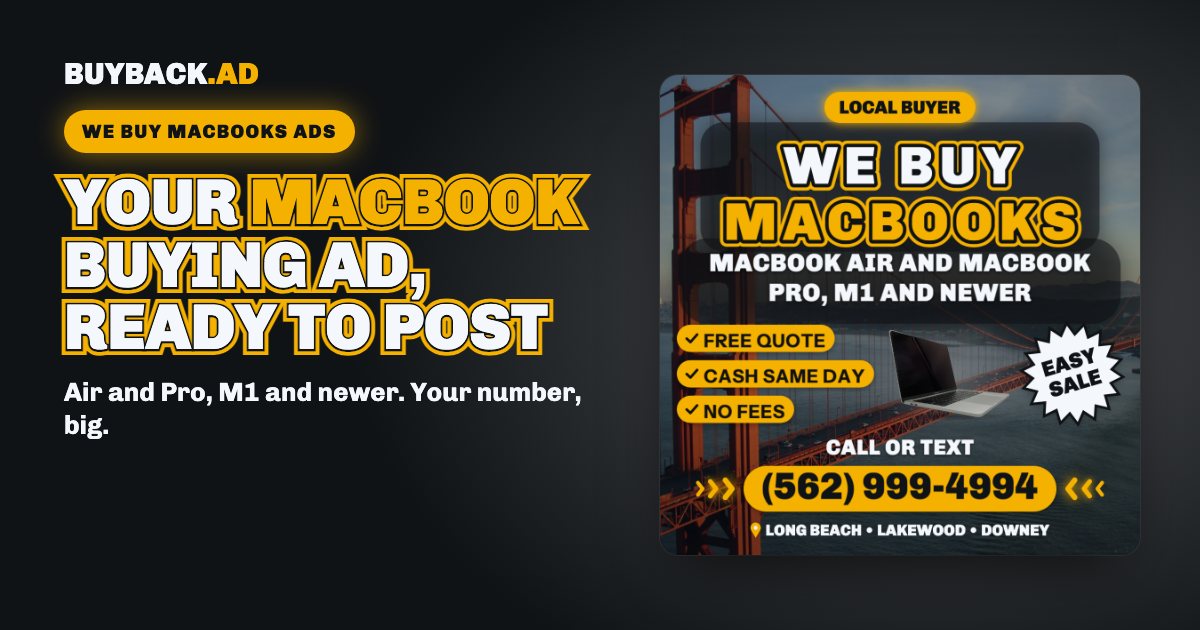 BUYBACK.AD
WE BUY MACBOOKS ADS
YOUR MACBOOK
BUYING AD,
READY TO POST
Air and Pro, M1 and newer. Your number,
big.
LOCAL BUYER
WE BUY
MACBOOKS
MACBOOK AIR AND MACBOOK
PRO, M1 AND NEWER
✓ FREE QUOTE
✓ CASH SAME DAY
✓ NO FEES
EASY
SALE
CALL OR TEXT
(562) 999-4994
LONG BEACH • LAKEWOOD • DOWNEY